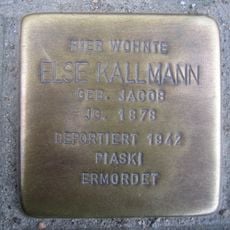 HIER WOHNTE
ELSE KALLMANN
GEB. JACOB
JG. 1878
DEPORTIERT 1942
PIASKI
ERMORDET